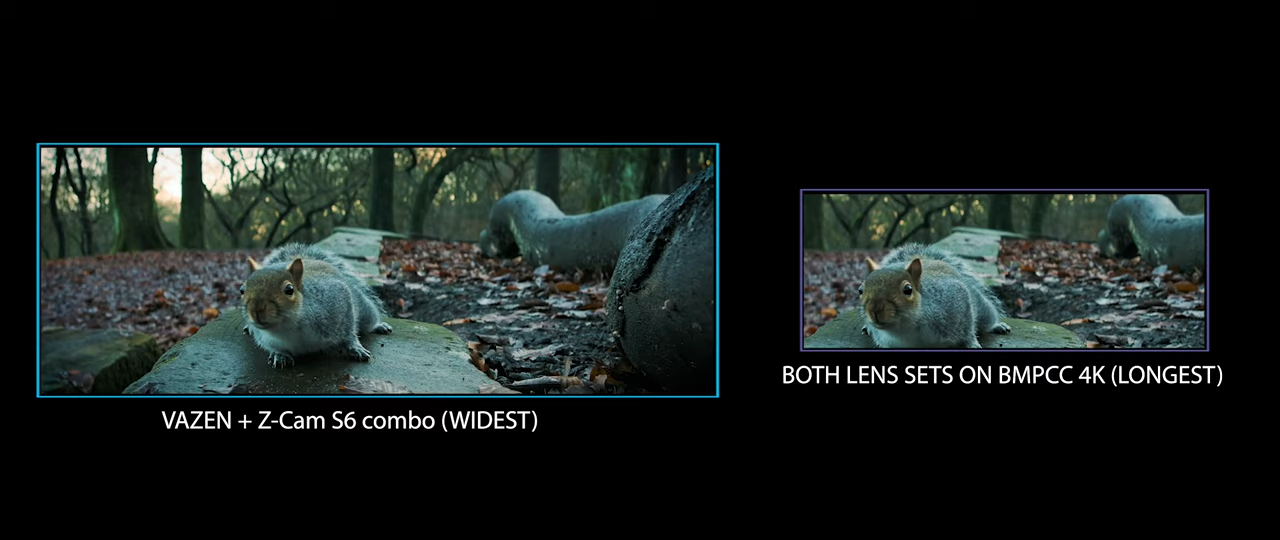 VAZEN + Z-Cam S6 combo (WIDEST)
BOTH LENS SETS ON BMPCC 4K (LONGEST)